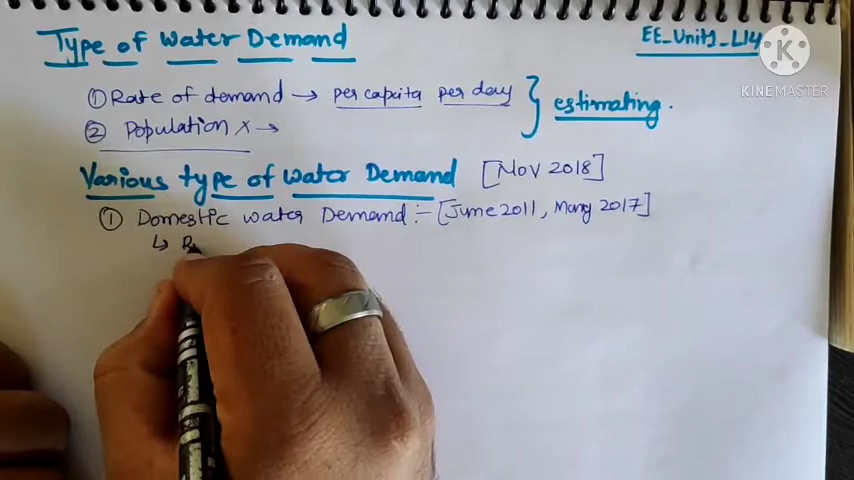 Type of Water Demand
EE_Unit1_L14
① Rate of demand → per capcita per day
② Population x →
} estimating.
Various type of Water Demand [Nov 2018]
① Domestic water Demand :- [June 2011, May 2017]
↳ R
K
KINEMASTER